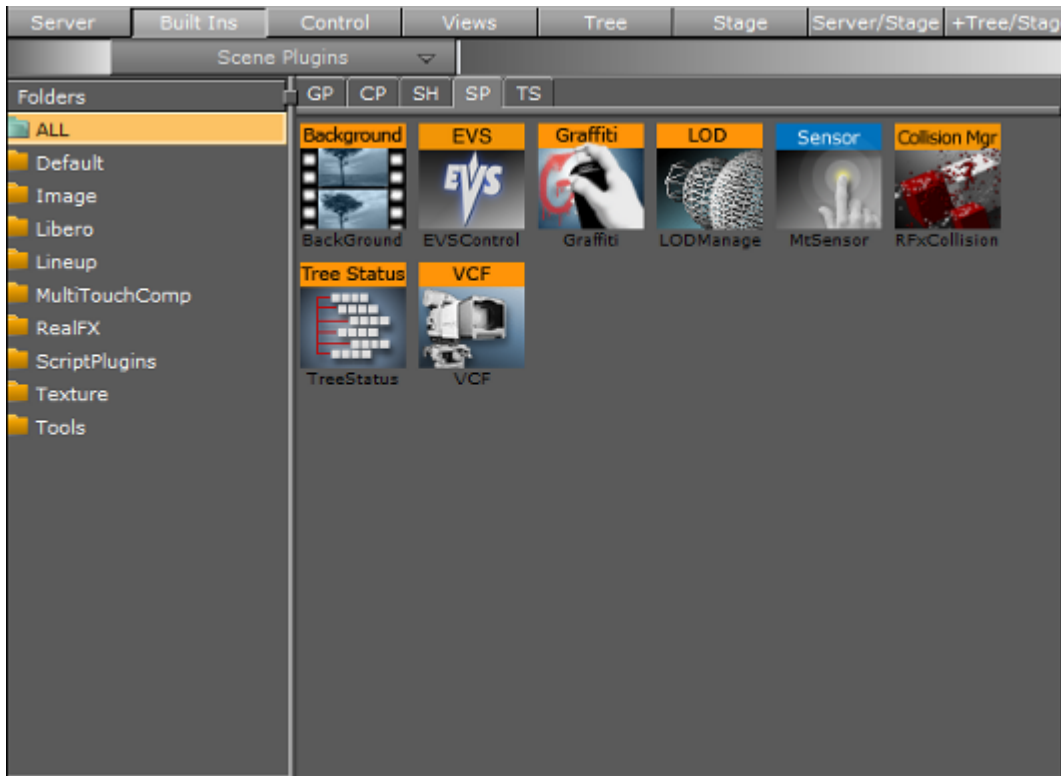 Server Built Ins Control Views Tree Stage Server/Stage +Tree/Stag
Scene Plugins
Folders
GP CP SH SP TS
ALL
Default
Image
Libero
Lineup
MultiTouchComp
RealFX
ScriptPlugins
Texture
Tools
Background EVS Graffiti LOD Sensor Collision Mgr
EVS
BackGround EVSControl Graffiti LODManage MtSensor RFxCollision
Tree Status VCF
TreeStatus VCF